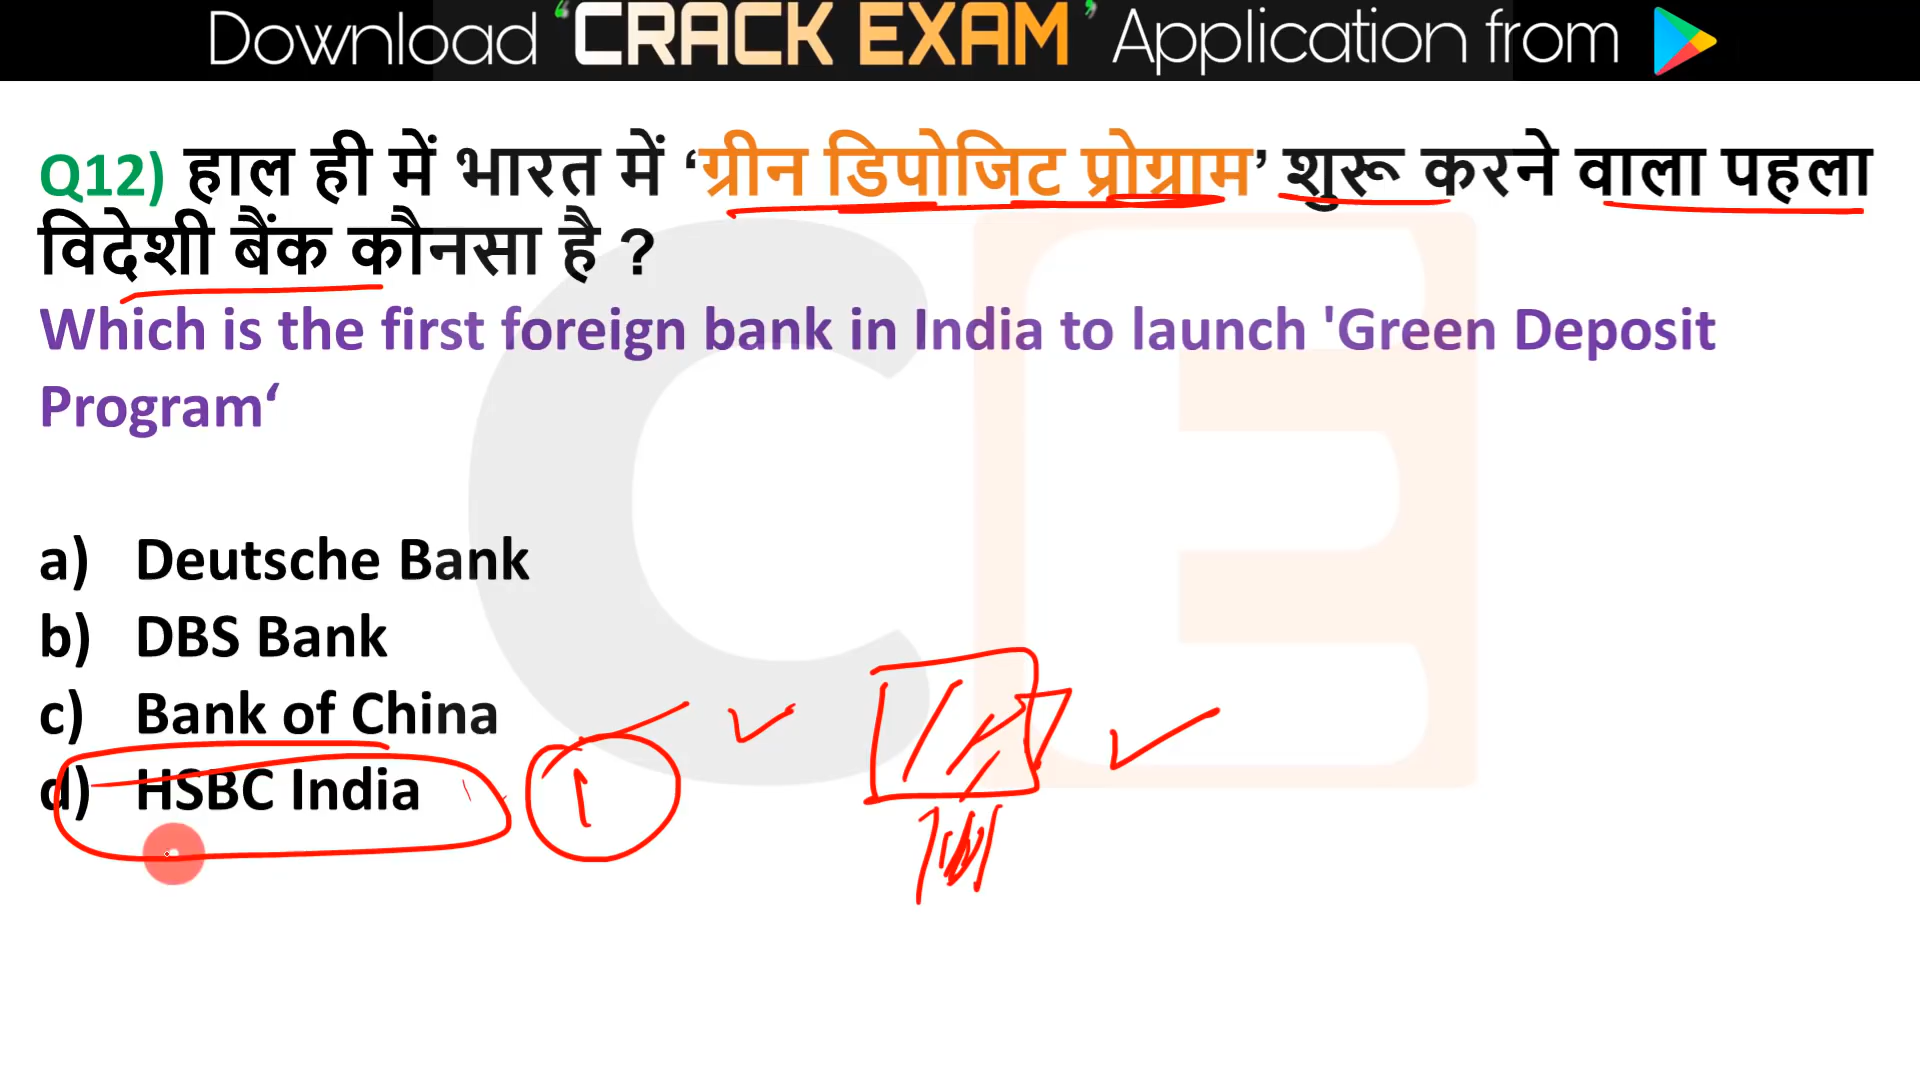 Download ‘CRACK EXAM’ Application from
Q12) हाल ही में भारत में ‘ग्रीन डिपोजिट प्रोग्राम’ शुरू करने वाला पहला
विदेशी बैंक कौनसा है ?
Which is the first foreign bank in India to launch 'Green Deposit
Program‘
a) Deutsche Bank
b) DBS Bank
c) Bank of China
d) HSBC India
CE